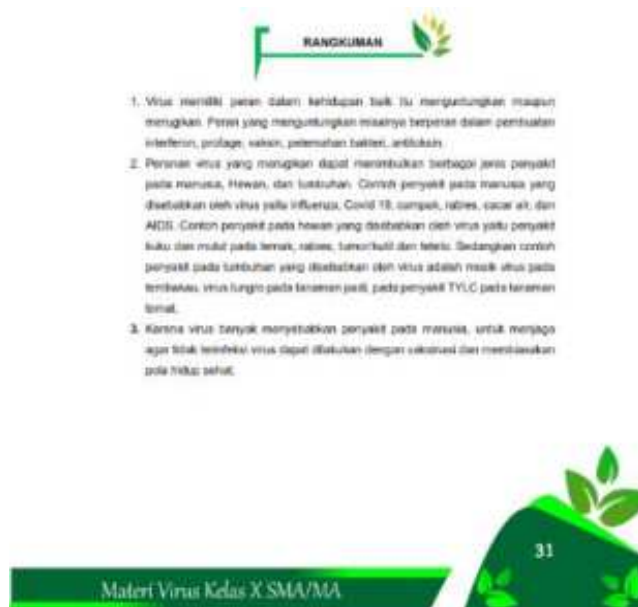 RANGKUMAN
1. Virus memiliki peran dalam kehidupan baik itu menguntungkan maupun
merugikan. Peran yang menguntungkan misalnya berperan dalam pembuatan
interferon, profage, vaksin, pelemahan bakteri, antitoksin.
2. Peranan virus yang merugikan dapat menimbulkan berbagai jenis penyakit
pada manusia, Hewan, dan tumbuhan. Contoh penyakit pada manusia yang
disebabkan oleh virus yaitu influenza, Covid 19, campak, rabies, cacar air, dan
AIDS. Contoh penyakit pada hewan yang disebabkan oleh virus yaitu penyakit
kuku dan mulut pada ternak, rabies, tumor/kutil dan tetelo. Sedangkan contoh
penyakit pada tumbuhan yang disebabkan oleh virus adalah mosik virus pada
tembakau, virus tungro pada tanaman padi, pada penyakit TYLC pada tanaman
tomat.
3. Karena virus banyak menyebabkan penyakit pada manusia, untuk menjaga
agar tidak terinfeksi virus dapat dilakukan dengan vaksinasi dan membiasakan
pola hidup sehat.
31
Materi Virus Kelas X SMA/MA